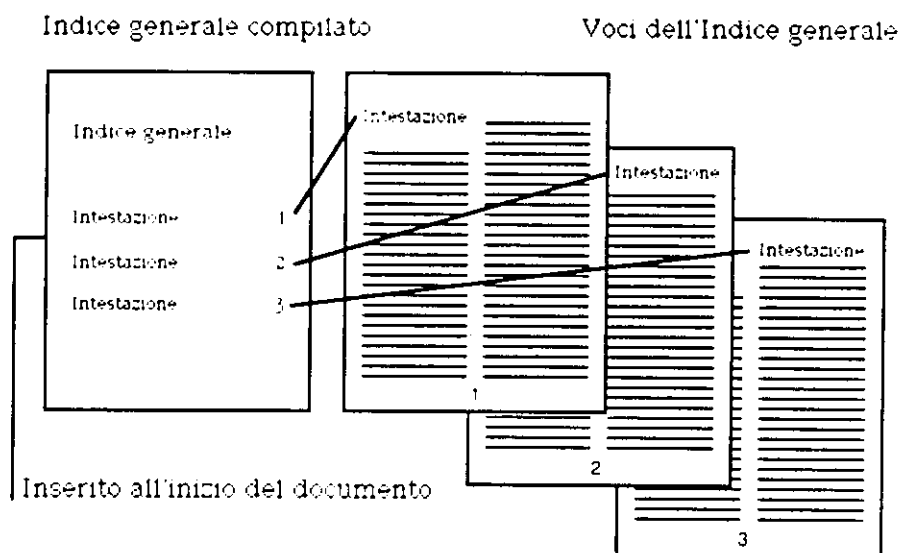 Indice generale compilato
Voci dell'Indice generale
Indice generale
Intestazione 1
Intestazione 2
Intestazione 3
Intestazione
Intestazione
Intestazione
1
2
3
Inserito all'inizio del documento